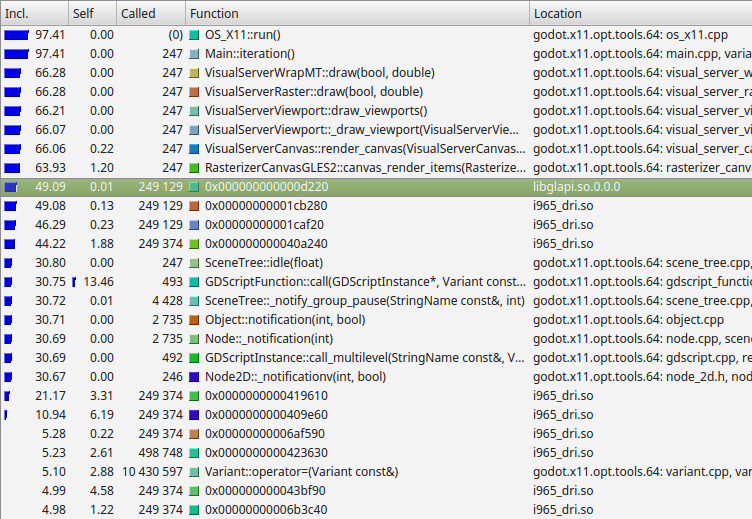 Incl. Self Called Function Location
97.41 0.00 (0) OS_X11::run() godot.x11.opt.tools.64: os_x11.cpp
97.41 0.00 247 Main::iteration() godot.x11.opt.tools.64: main.cpp, varia
66.28 0.00 247 VisualServerWrapMT::draw(bool, double) godot.x11.opt.tools.64: visual_server_w
66.28 0.00 247 VisualServerRaster::draw(bool, double) godot.x11.opt.tools.64: visual_server_ra
66.21 0.00 247 VisualServerViewport::draw_viewports() godot.x11.opt.tools.64: visual_server_vi
66.07 0.00 247 VisualServerViewport::_draw_viewport(VisualServerVie... godot.x11.opt.tools.64: visual_server_vi
66.06 0.22 247 VisualServerCanvas::render_canvas(VisualServerCanvas... godot.x11.opt.tools.64: visual_server_ca
63.93 1.20 247 RasterizerCanvasGLES2::canvas_render_items(Rasterize... godot.x11.opt.tools.64: rasterizer_canv
49.09 0.01 249 129 0x000000000000d220 libglapi.so.0.0.0
49.08 0.13 249 129 0x00000000001cb280 i965_dri.so
46.29 0.23 249 129 0x00000000001caf20 i965_dri.so
44.22 1.88 249 374 0x000000000040a240 i965_dri.so
30.80 0.00 247 SceneTree::idle(float) godot.x11.opt.tools.64: scene_tree.cpp,
30.75 13.46 493 GDScriptFunction::call(GDScriptInstance*, Variant const... godot.x11.opt.tools.64: gdscript_functio
30.72 0.01 4 428 SceneTree::_notify_group_pause(StringName const&, int) godot.x11.opt.tools.64: scene_tree.cpp,
30.71 0.00 2 735 Object::notification(int, bool) godot.x11.opt.tools.64: object.cpp
30.69 0.00 2 735 Node::_notification(int) godot.x11.opt.tools.64: node.cpp, scene
30.69 0.00 492 GDScriptInstance::call_multilevel(StringName const&, V... godot.x11.opt.tools.64: gdscript.cpp, re
30.67 0.00 246 Node2D::_notificationv(int, bool) godot.x11.opt.tools.64: node_2d.h, nod
21.17 3.31 249 374 0x0000000000419610 i965_dri.so
10.94 6.19 249 374 0x0000000000409e60 i965_dri.so
5.28 0.22 249 374 0x00000000006af590 i965_dri.so
5.23 2.61 498 748 0x0000000000423630 i965_dri.so
5.10 2.88 10 430 597 Variant::operator=(Variant const&) godot.x11.opt.tools.64: variant.cpp, var
4.99 4.58 249 374 0x000000000043bf90 i965_dri.so
4.98 1.22 249 374 0x00000000006b3c40 i965_dri.so